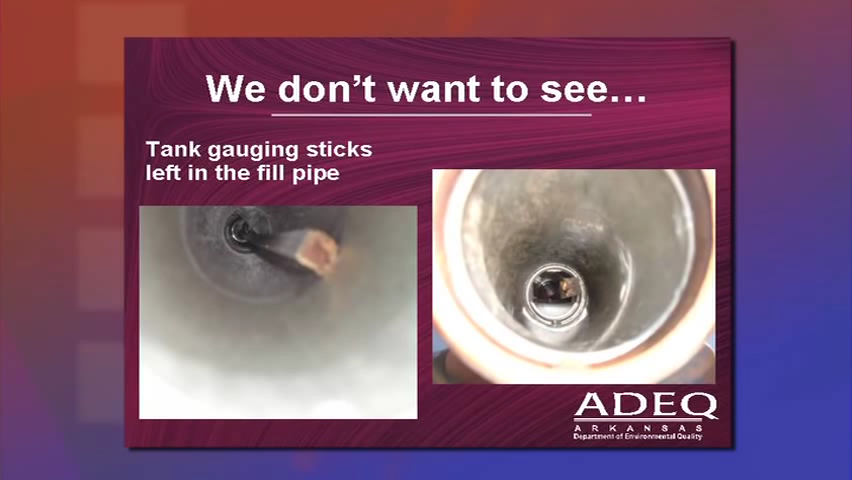 We don't want to see...
Tank gauging sticks
left in the fill pipe
ADEQ
ARKANSAS
Department of Environmental Quality